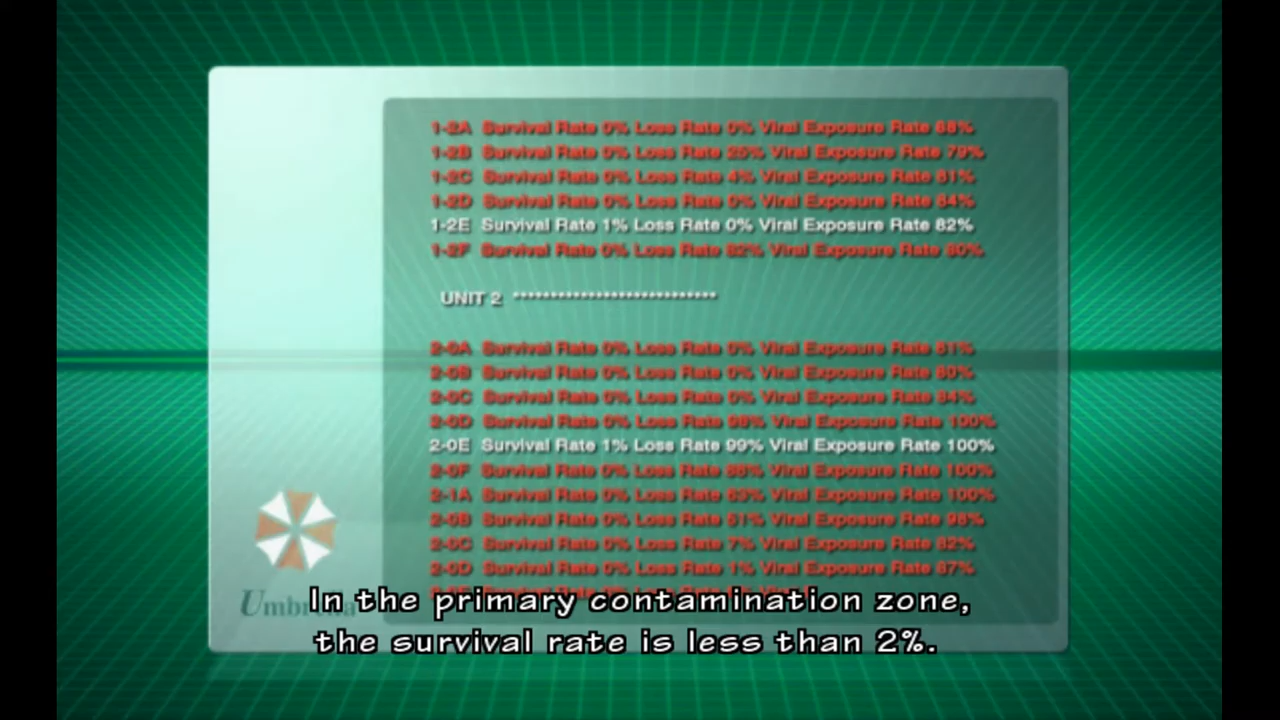 1-2A Survival Rate 0% Loss Rate 0% Viral Exposure Rate 88%
1-2B Survival Rate 0% Loss Rate 25% Viral Exposure Rate 79%
1-2C Survival Rate 0% Loss Rate 4% Viral Exposure Rate 81%
1-2D Survival Rate 0% Loss Rate 0% Viral Exposure Rate 84%
1-2E Survival Rate 1% Loss Rate 0% Viral Exposure Rate 82%
1-2F Survival Rate 0% Loss Rate 82% Viral Exposure Rate 80%
UNIT 2 ***************************
2-0A Survival Rate 0% Loss Rate 0% Viral Exposure Rate 81%
2-0B Survival Rate 0% Loss Rate 0% Viral Exposure Rate 80%
2-0C Survival Rate 0% Loss Rate 0% Viral Exposure Rate 84%
2-0D Survival Rate 0% Loss Rate 98% Viral Exposure Rate 100%
2-0E Survival Rate 1% Loss Rate 99% Viral Exposure Rate 100%
2-0F Survival Rate 0% Loss Rate Viral Exposure Rate 100%
2-1A Survival Rate 0% Loss Rate Viral Exposure Rate 100%
2-0B Survival Rate 0% Loss Rate 51% Viral Exposure Rate 98%
2-0C Survival Rate 0% Loss Rate 7% Viral Exposure Rate 82%
2-0D Survival Rate 0% Loss Rate 1% Viral Exposure Rate 87%
Umbrella
In the primary contamination zone,
the survival rate is less than 2%.